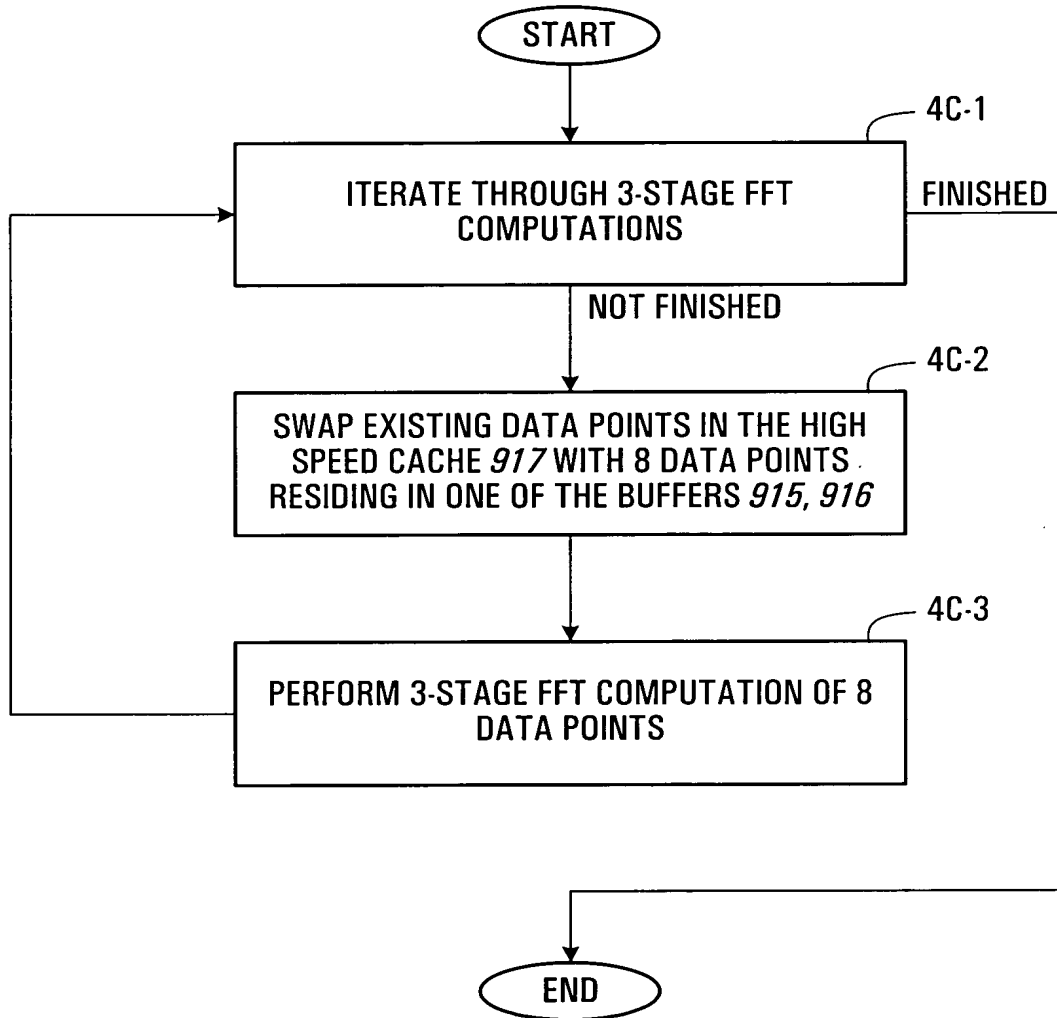 START
4C-1
ITERATE THROUGH 3-STAGE FFT
COMPUTATIONS
FINISHED
NOT FINISHED
4C-2
SWAP EXISTING DATA POINTS IN THE HIGH
SPEED CACHE 917 WITH 8 DATA POINTS
RESIDING IN ONE OF THE BUFFERS 915, 916
4C-3
PERFORM 3-STAGE FFT COMPUTATION OF 8
DATA POINTS
END